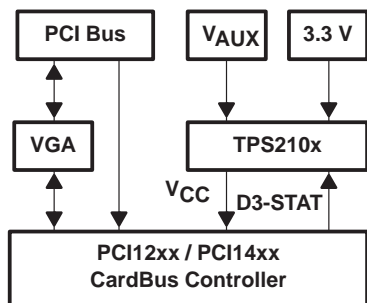 PCI Bus
VAUX
3.3 V
VGA
TPS210x
VCC
D3-STAT
PCI12xx / PCI14xx
CardBus Controller